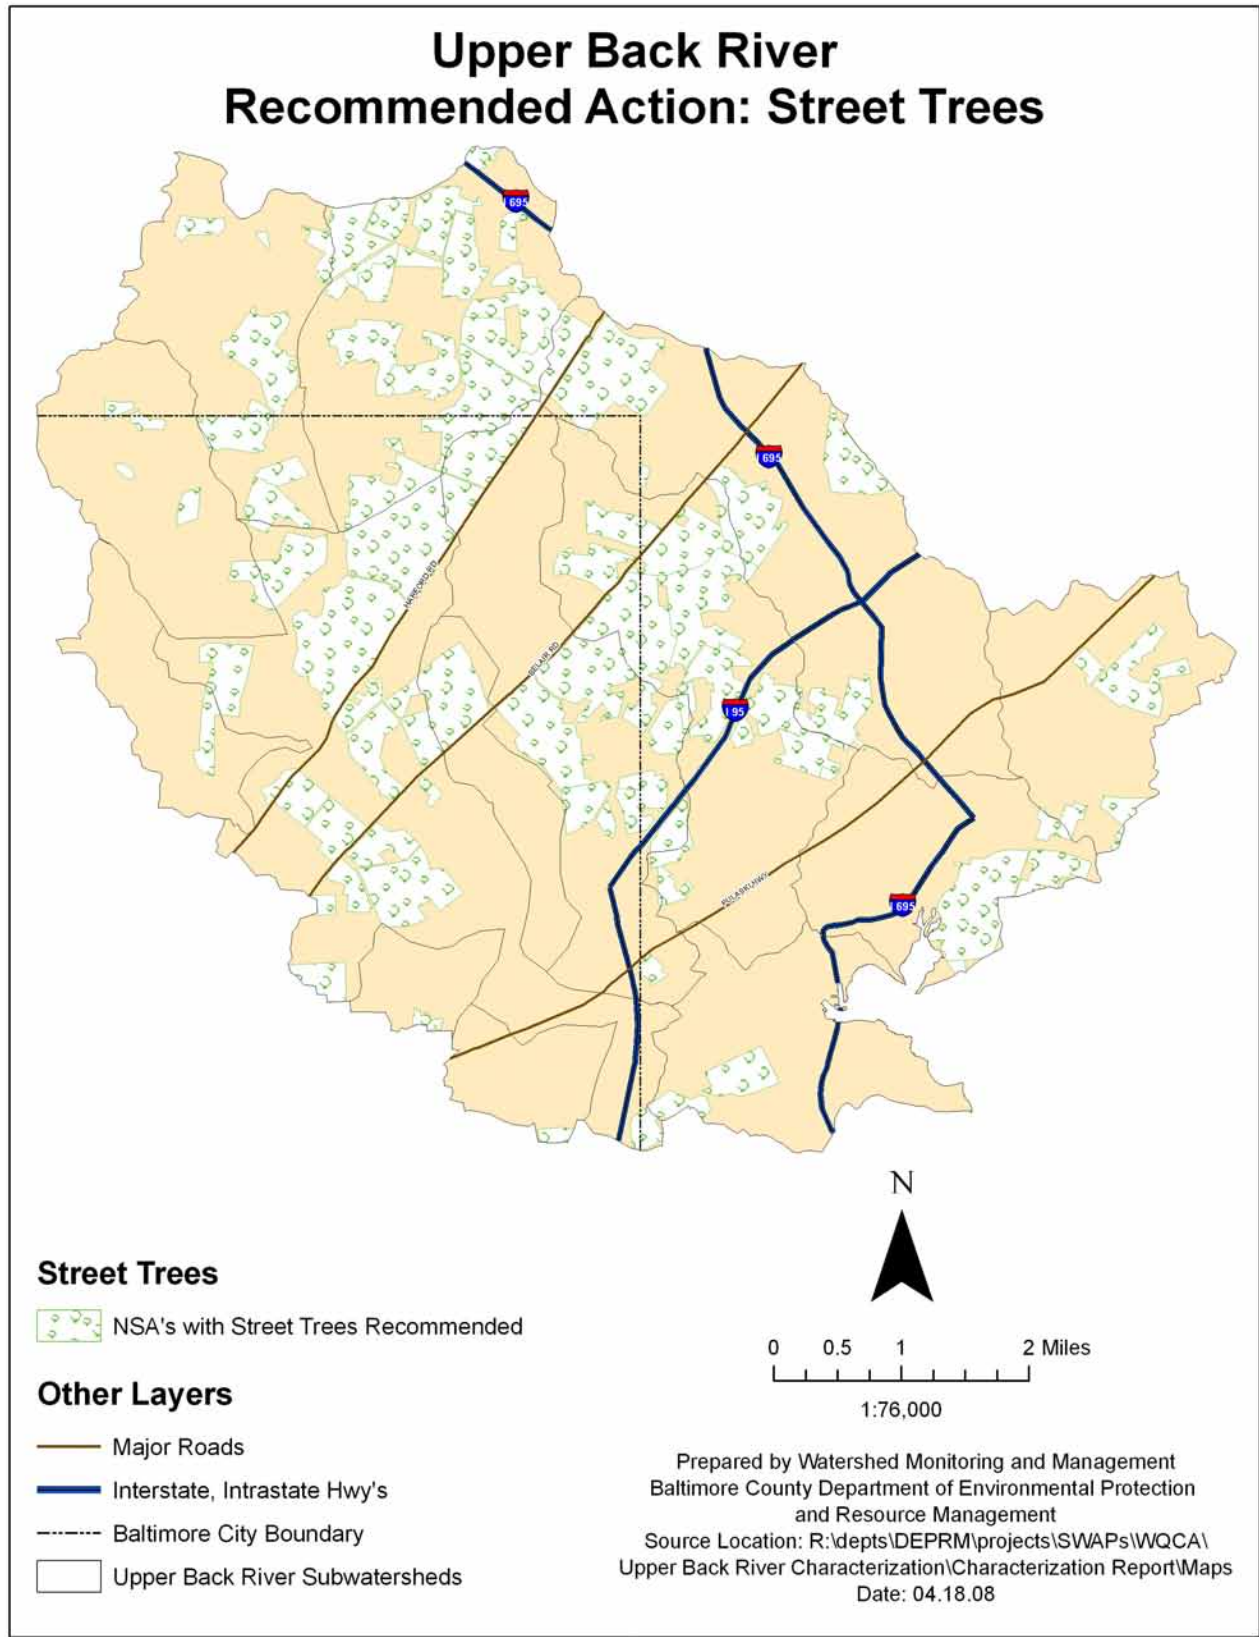 Upper Back River
Recommended Action: Street Trees
I 695
I 695
HARFORD RD
BELAIR RD
I 95
PULASKI HWY
I 695
N
Street Trees
NSA's with Street Trees Recommended
Other Layers
Major Roads
Interstate, Intrastate Hwy's
Baltimore City Boundary
Upper Back River Subwatersheds
0 0.5 1 2 Miles
1:76,000
Prepared by Watershed Monitoring and Management
Baltimore County Department of Environmental Protection
and Resource Management
Source Location: R:\depts\DEPRM\projects\SWAPs\WQCA\
Upper Back River Characterization\Characterization Report\Maps
Date: 04.18.08